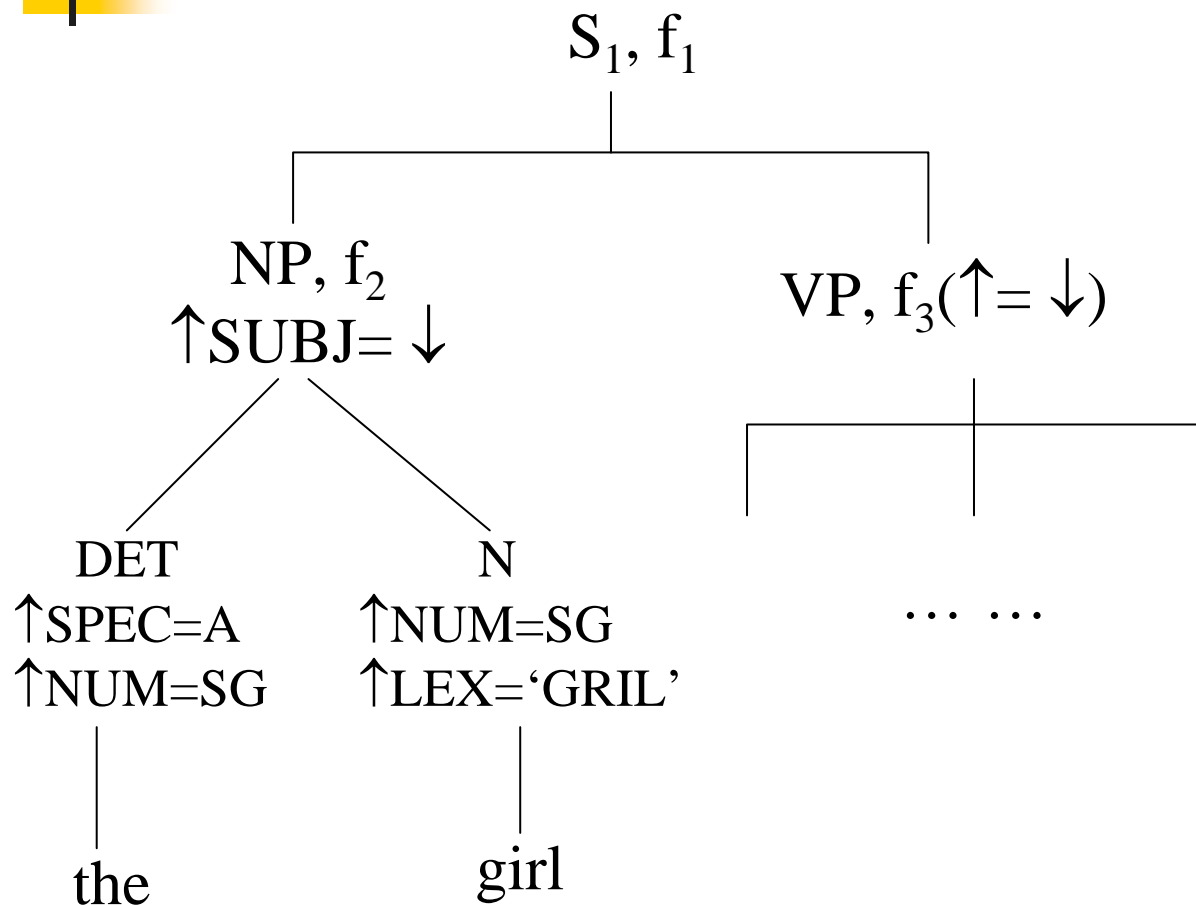 S₁, f₁
NP, f₂
↑SUBJ= ↓
VP, f₃(↑= ↓)
DET
↑SPEC=A
↑NUM=SG
N
↑NUM=SG
↑LEX=‘GRIL’
… …
the
girl